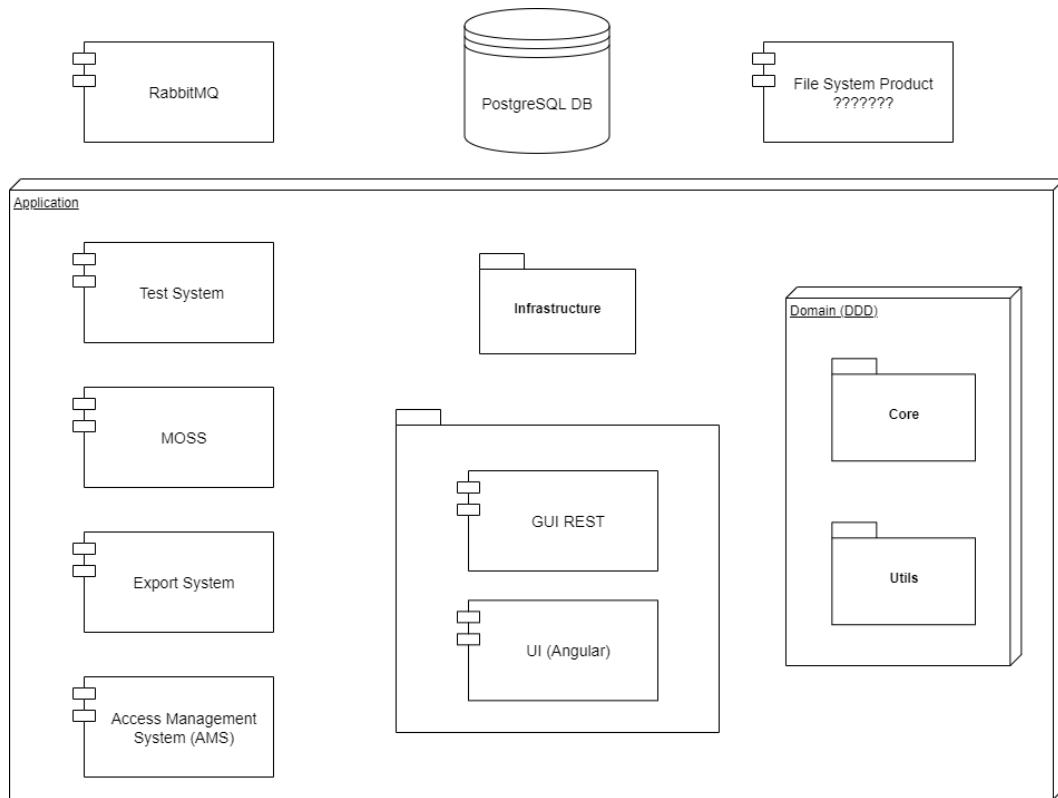 RabbitMQ
PostgreSQL DB
File System Product
???????
Application
Test System
Infrastructure
Domain (DDD)
MOSS
Core
GUI REST
Export System
Utils
UI (Angular)
Access Management
System (AMS)